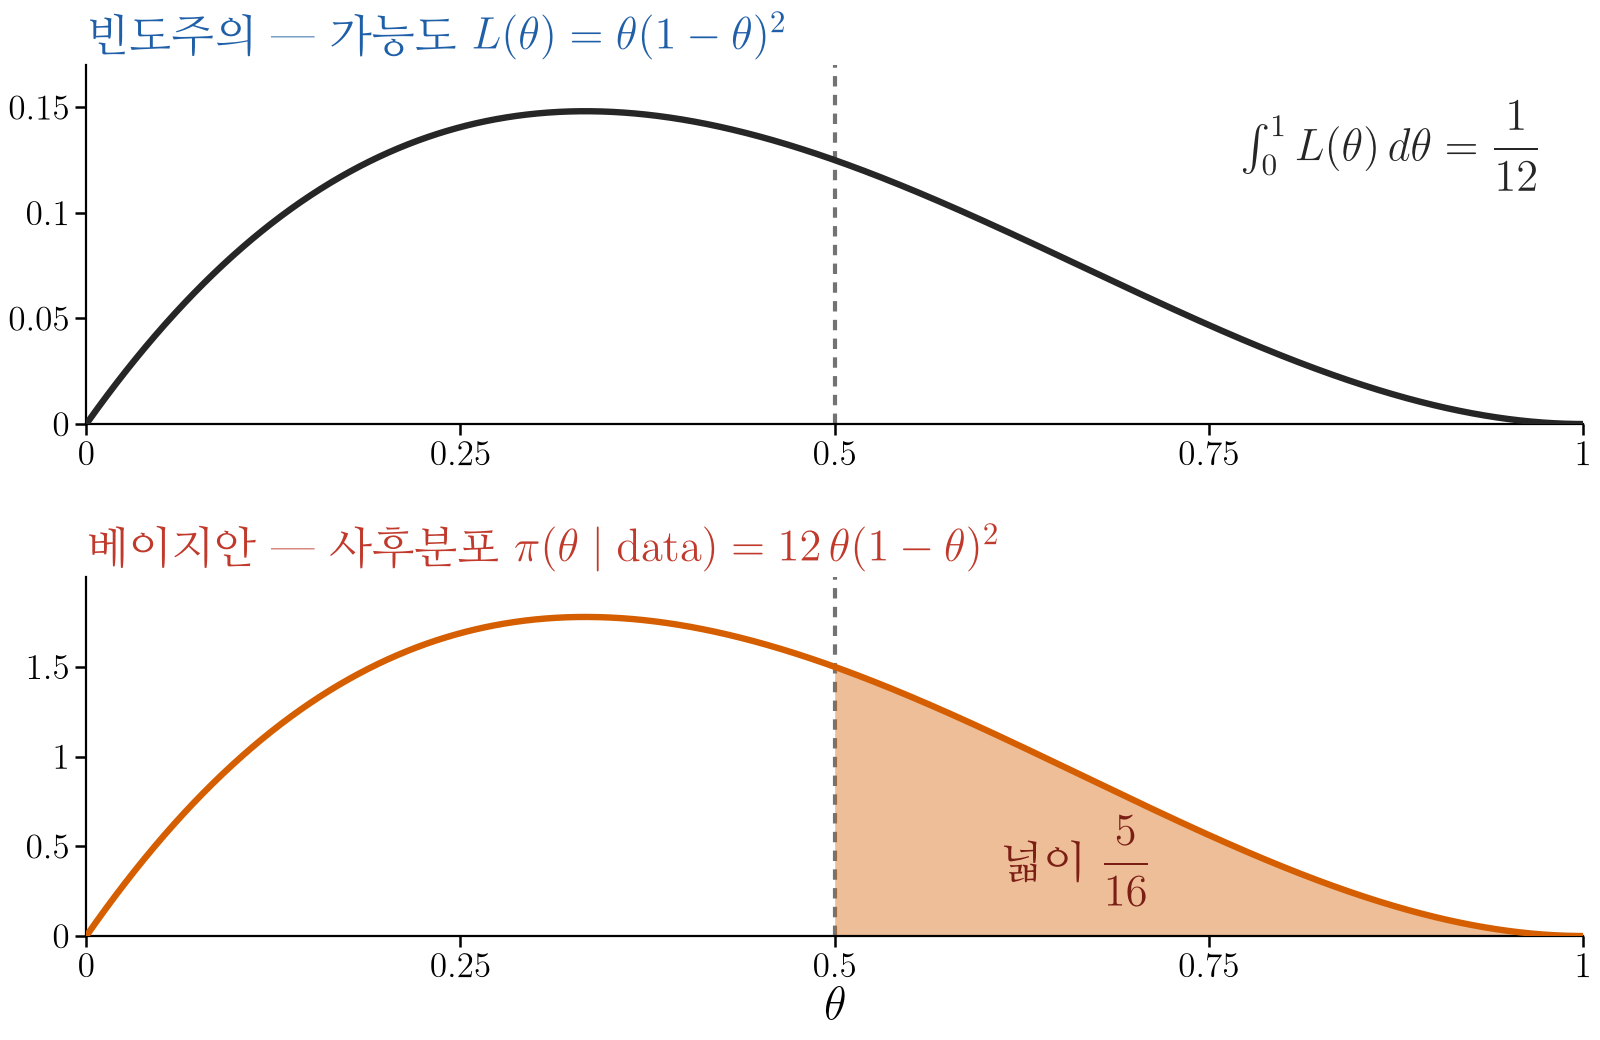 빈도주의 — 가능도 L(θ) = θ(1 − θ)²
∫₀¹ L(θ) dθ = 1/12
0.15
0.1
0.05
0
0 0.25 0.5 0.75 1
베이지안 — 사후분포 π(θ | data) = 12 θ(1 − θ)²
1.5
1
0.5
0
넓이 5/16
0 0.25 0.5 0.75 1
θ